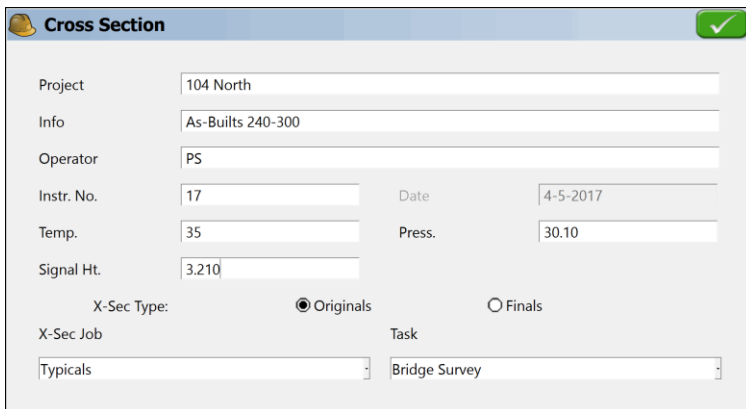 Cross Section
Project 104 North
Info As-Builts 240-300
Operator PS
Instr. No. 17 Date 4-5-2017
Temp. 35 Press. 30.10
Signal Ht. 3.210
X-Sec Type: Originals Finals
X-Sec Job Task
Typicals Bridge Survey